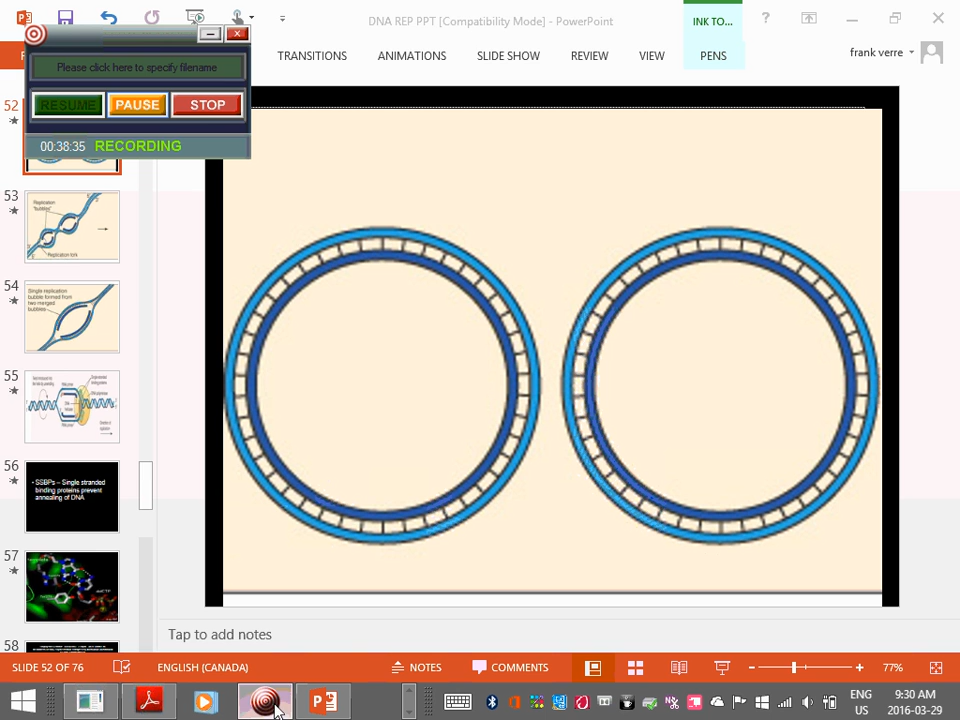 DNA REP PPT [Compatibility Mode] - PowerPoint
INK TO...
?
Please click here to specify filename
TRANSITIONS
ANIMATIONS
SLIDE SHOW
REVIEW
VIEW
PENS
frank verre
RESUME
PAUSE
STOP
00:38:35 RECORDING
52
53
Replication
"bubbles"
Replication fork
54
Single replication
bubble formed from
two merged
bubbles
55
56
• SSBPs – Single stranded
binding proteins prevent
annealing of DNA
57
58
Tap to add notes
SLIDE 52 OF 76
ENGLISH (CANADA)
NOTES
COMMENTS
77%
ENG
US
9:30 AM
2016-03-29